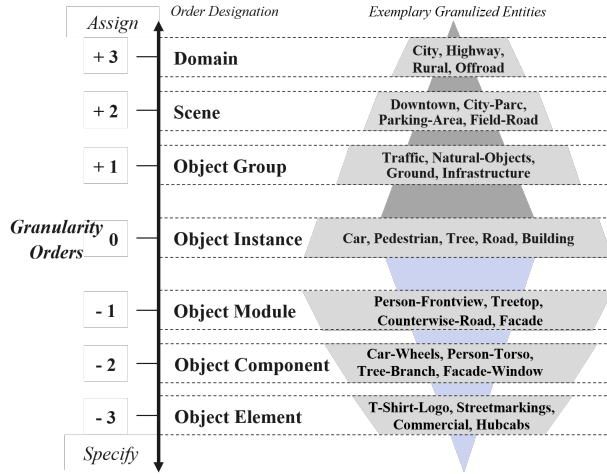 Order Designation
Exemplary Granulized Entities
Assign
+ 3
Domain
City, Highway,
Rural, Offroad
+ 2
Scene
Downtown, City-Parc,
Parking-Area, Field-Road
+ 1
Object Group
Traffic, Natural-Objects,
Ground, Infrastructure
Granularity
Orders
0
Object Instance
Car, Pedestrian, Tree, Road, Building
- 1
Object Module
Person-Frontview, Treetop,
Counterwise-Road, Facade
- 2
Object Component
Car-Wheels, Person-Torso,
Tree-Branch, Facade-Window
- 3
Object Element
T-Shirt-Logo, Streetmarkings,
Commercial, Hubcabs
Specify